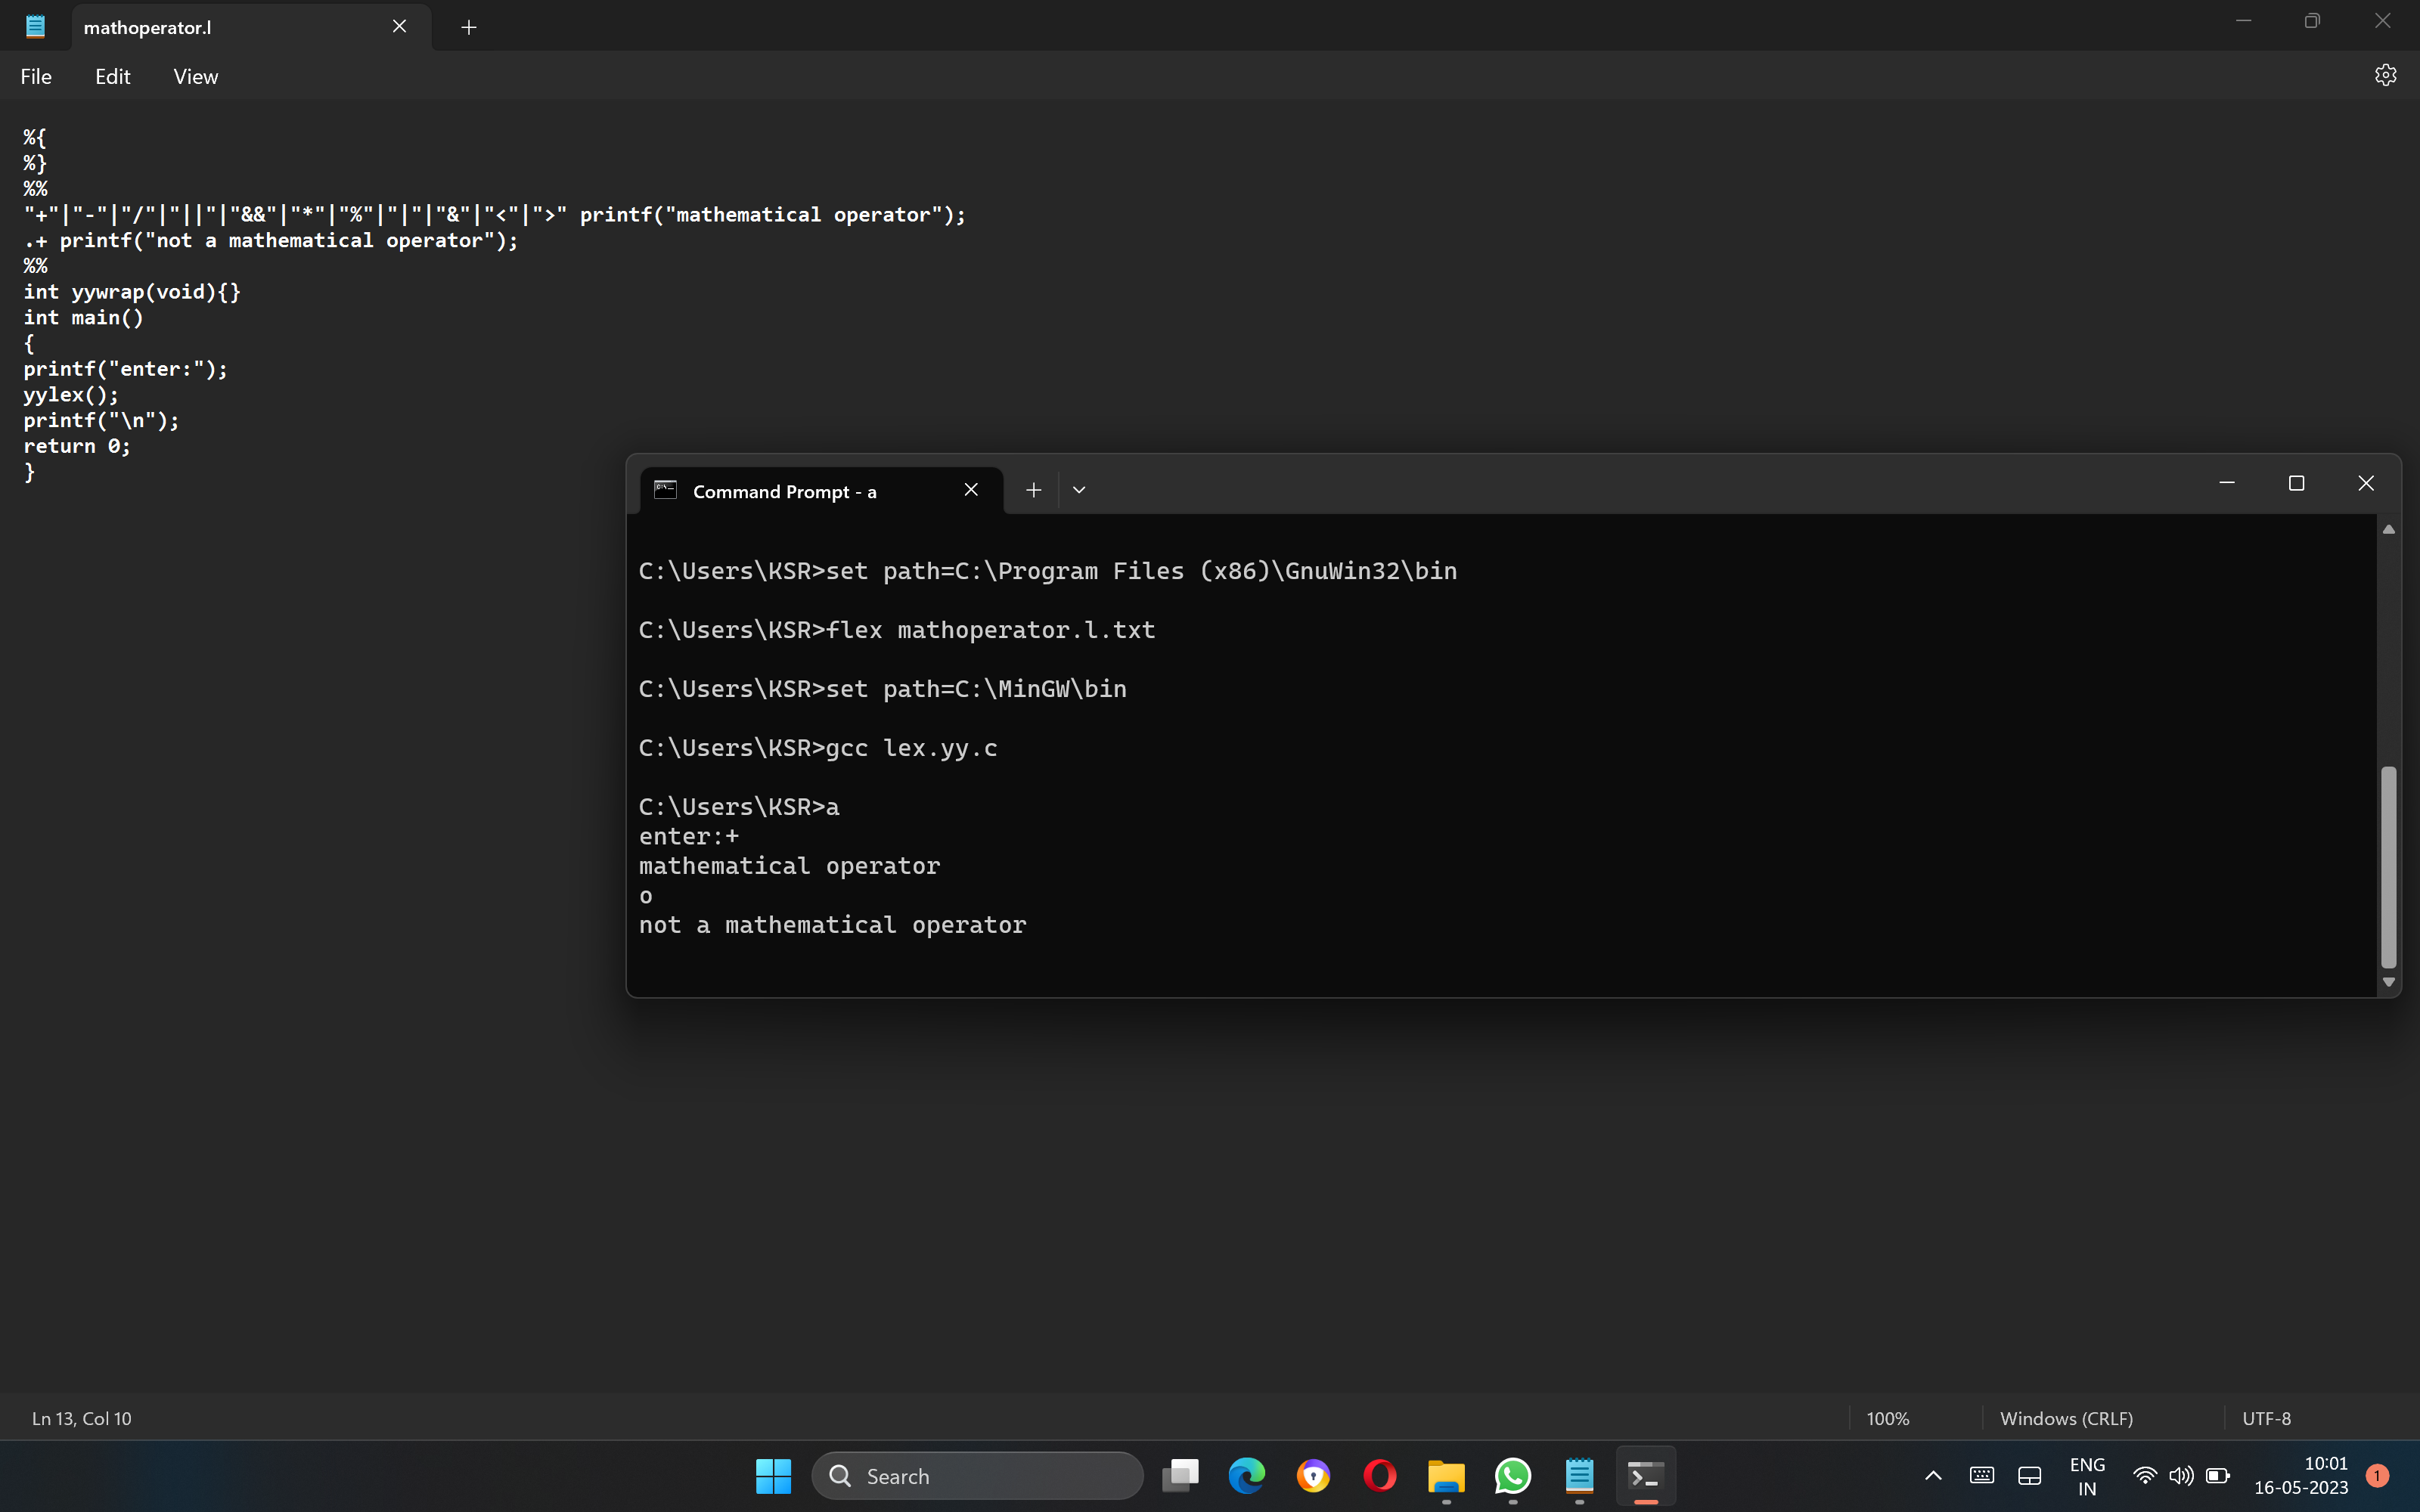 mathoperator.l
File Edit View
%{
%}
%%
"+"|"-"|"/"|"||"|"&&"|"*"|"%"|"|"|"&"|"<"|">" printf("mathematical operator");
.+ printf("not a mathematical operator");
%%
int yywrap(void){}
int main()
{
printf("enter:");
yylex();
printf("\n");
return 0;
}
Command Prompt - a
C:\Users\KSR>set path=C:\Program Files (x86)\GnuWin32\bin
C:\Users\KSR>flex mathoperator.l.txt
C:\Users\KSR>set path=C:\MinGW\bin
C:\Users\KSR>gcc lex.yy.c
C:\Users\KSR>a
enter:+
mathematical operator
o
not a mathematical operator
Ln 13, Col 10 100% Windows (CRLF) UTF-8
Search
ENG
IN
10:01
16-05-2023
1